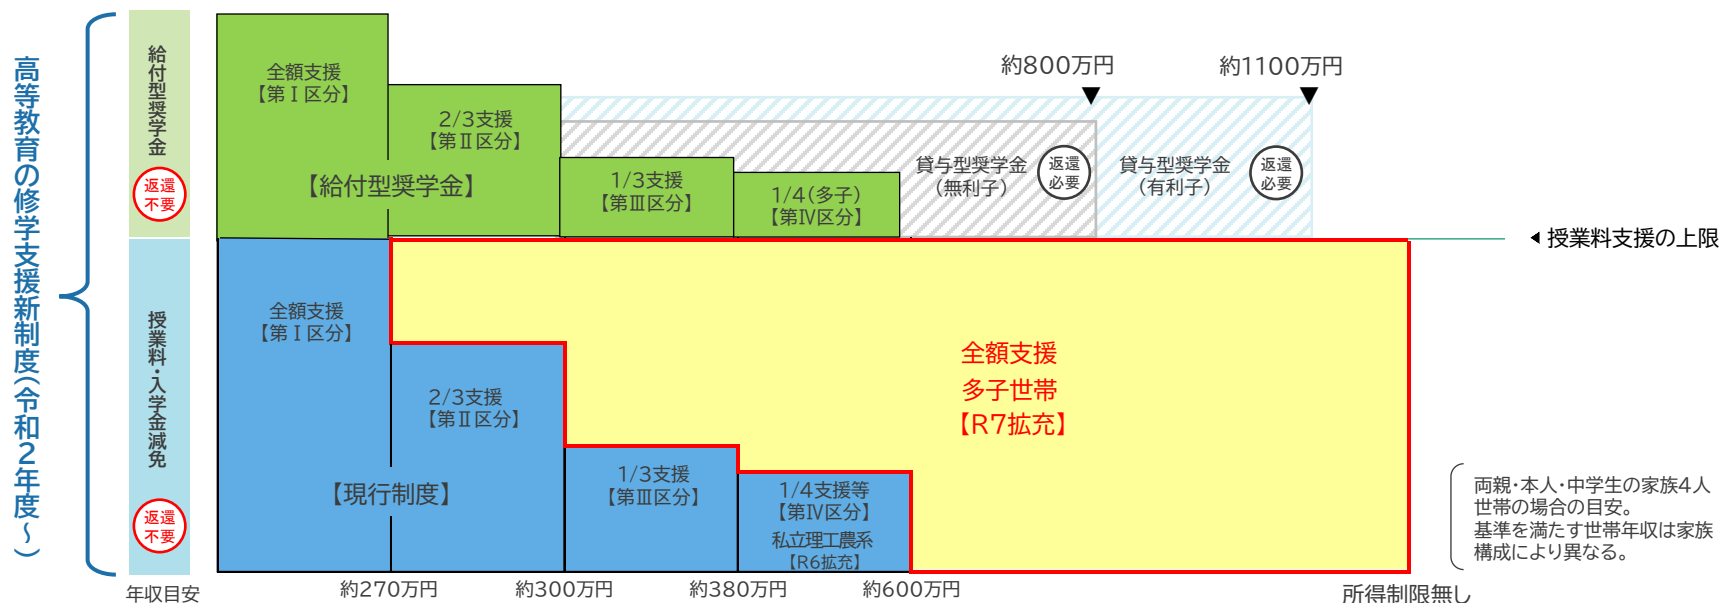 高等教育の修学支援新制度(令和2年度～)
給付型奨学金
返還
不要
全額支援
【第Ⅰ区分】
2/3支援
【第Ⅱ区分】
【給付型奨学金】
1/3支援
【第Ⅲ区分】
1/4(多子)
【第Ⅳ区分】
約800万円
約1100万円
貸与型奨学金
(無利子)
返還
必要
貸与型奨学金
(有利子)
返還
必要
◀ 授業料支援の上限
授業料・入学金減免
返還
不要
全額支援
【第Ⅰ区分】
2/3支援
【第Ⅱ区分】
【現行制度】
1/3支援
【第Ⅲ区分】
1/4支援等
【第Ⅳ区分】
私立理工農系
【R6拡充】
全額支援
多子世帯
【R7拡充】
両親・本人・中学生の家族4人
世帯の場合の目安。
基準を満たす世帯年収は家族
構成により異なる。
年収目安
約270万円
約300万円
約380万円
約600万円
所得制限無し